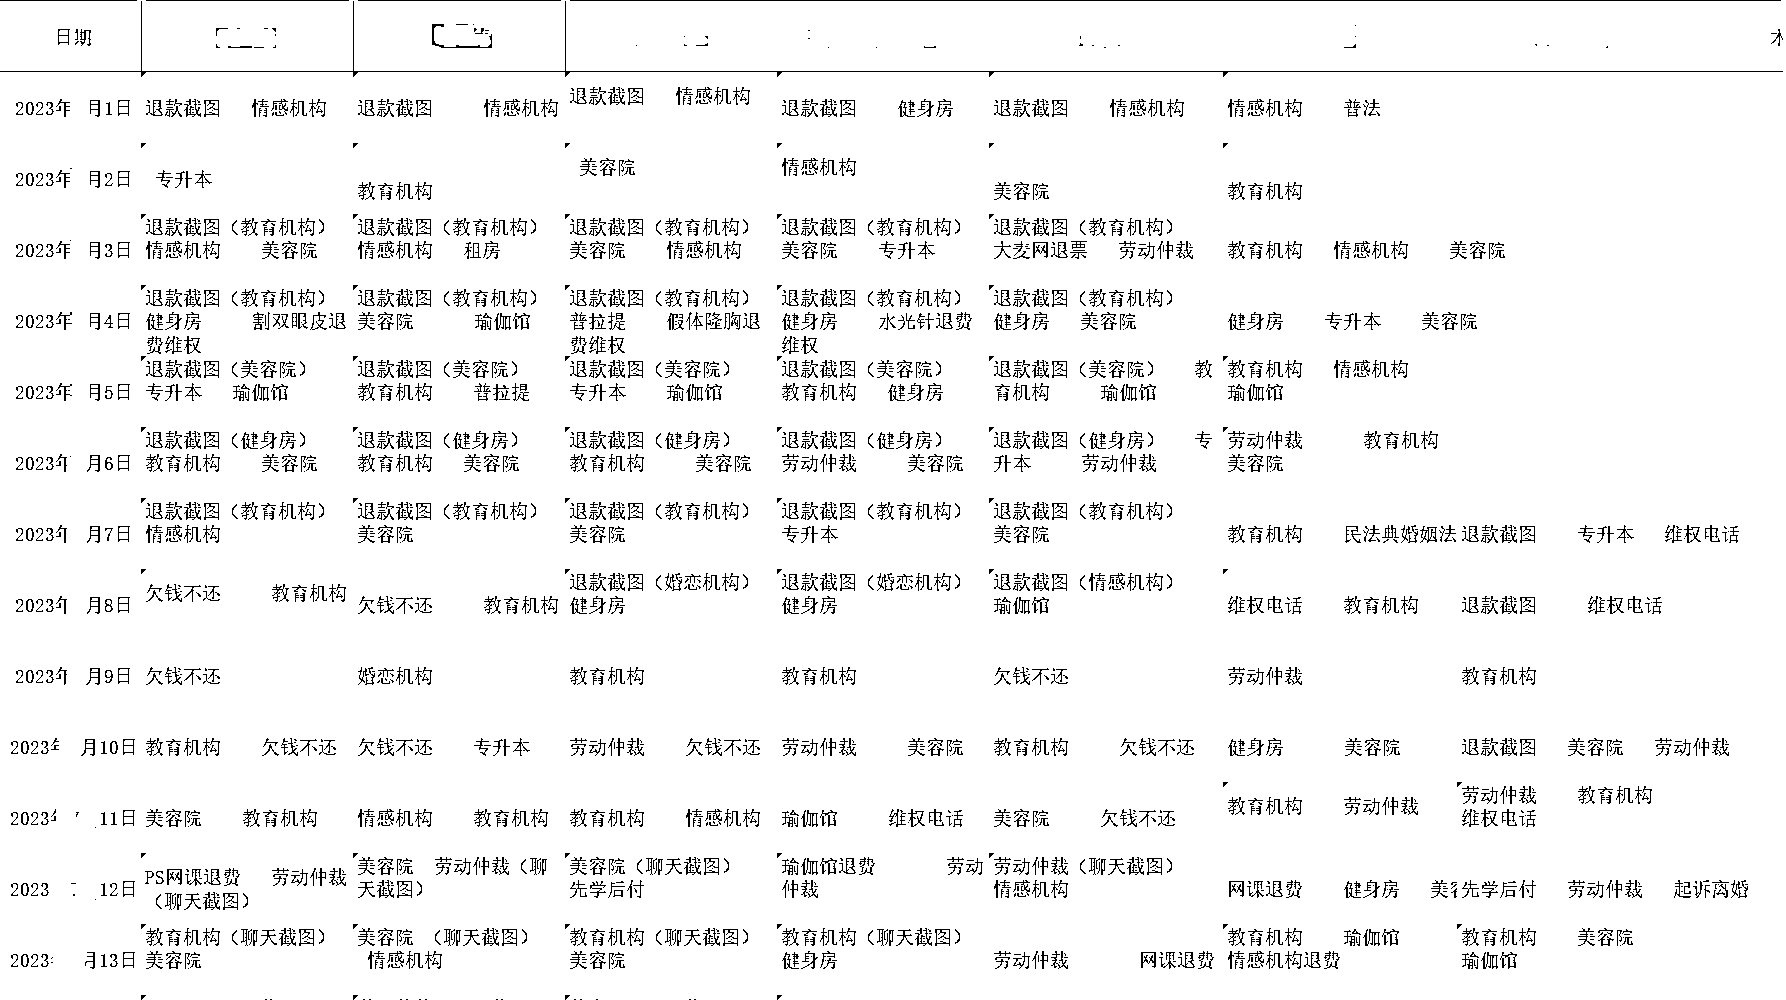 日期
2023年 月1日 退款截图 情感机构 退款截图 情感机构 退款截图 情感机构 退款截图 健身房 退款截图 情感机构 情感机构 普法
2023年 月2日 专升本 教育机构 美容院 情感机构 美容院 教育机构
退款截图（教育机构） 退款截图（教育机构） 退款截图（教育机构） 退款截图（教育机构） 退款截图（教育机构）
2023年 月3日 情感机构 美容院 情感机构 租房 美容院 情感机构 美容院 专升本 大麦网退票 劳动仲裁 教育机构 情感机构 美容院
退款截图（教育机构） 退款截图（教育机构） 退款截图（教育机构） 退款截图（教育机构） 退款截图（教育机构）
2023年 月4日 健身房 割双眼皮退 美容院 瑜伽馆 普拉提 假体隆胸退 健身房 水光针退费 健身房 美容院 健身房 专升本 美容院
费维权 费维权 维权
退款截图（美容院） 退款截图（美容院） 退款截图（美容院） 退款截图（美容院） 退款截图（美容院） 教 教育机构 情感机构
2023年 月5日 专升本 瑜伽馆 教育机构 普拉提 专升本 瑜伽馆 教育机构 健身房 育机构 瑜伽馆 瑜伽馆
退款截图（健身房） 退款截图（健身房） 退款截图（健身房） 退款截图（健身房） 退款截图（健身房） 专 劳动仲裁 教育机构
2023年 月6日 教育机构 美容院 教育机构 美容院 教育机构 美容院 劳动仲裁 美容院 升本 劳动仲裁 美容院
退款截图（教育机构） 退款截图（教育机构） 退款截图（教育机构） 退款截图（教育机构） 退款截图（教育机构）
2023年 月7日 情感机构 美容院 美容院 专升本 美容院 教育机构 民法典婚姻法 退款截图 专升本 维权电话
退款截图（婚恋机构） 退款截图（婚恋机构） 退款截图（情感机构）
2023年 月8日 欠钱不还 教育机构 欠钱不还 教育机构 健身房 健身房 瑜伽馆 维权电话 教育机构 退款截图 维权电话
2023年 月9日 欠钱不还 婚恋机构 教育机构 教育机构 欠钱不还 劳动仲裁 教育机构
2023年 月10日 教育机构 欠钱不还 欠钱不还 专升本 劳动仲裁 欠钱不还 劳动仲裁 美容院 教育机构 欠钱不还 健身房 美容院 退款截图 美容院 劳动仲裁
劳动仲裁 教育机构
2023 11日 美容院 教育机构 情感机构 教育机构 教育机构 情感机构 瑜伽馆 维权电话 美容院 欠钱不还 教育机构 劳动仲裁 维权电话
PS网课退费 劳动仲裁 美容院 劳动仲裁（聊 美容院（聊天截图） 瑜伽馆退费 劳动 劳动仲裁（聊天截图）
2023 12日 （聊天截图） 天截图） 先学后付 仲裁 情感机构 网课退费 健身房 先学后付 劳动仲裁 起诉离婚
教育机构（聊天截图） 美容院 （聊天截图） 教育机构（聊天截图） 教育机构（聊天截图） 教育机构 瑜伽馆 教育机构 美容院
2023 月13日 美容院 情感机构 美容院 健身房 劳动仲裁 网课退费 情感机构退费 瑜伽馆